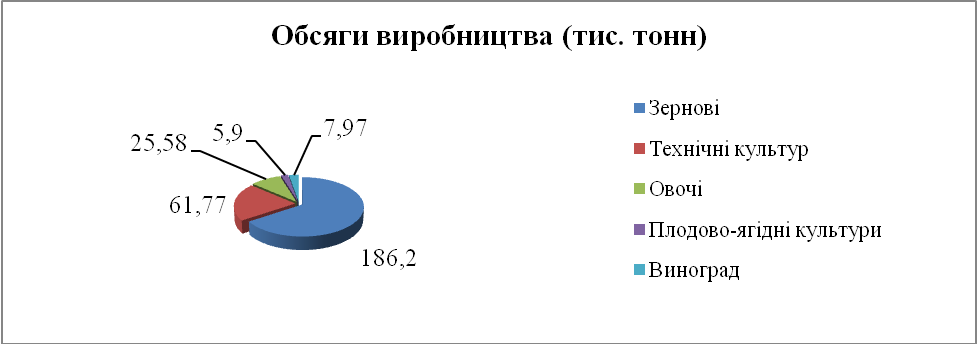 Обсяги виробництва (тис. тонн)
5,9
7,97
25,58
61,77
186,2
Зернові
Технічні культур
Овочі
Плодово-ягідні культури
Виноград